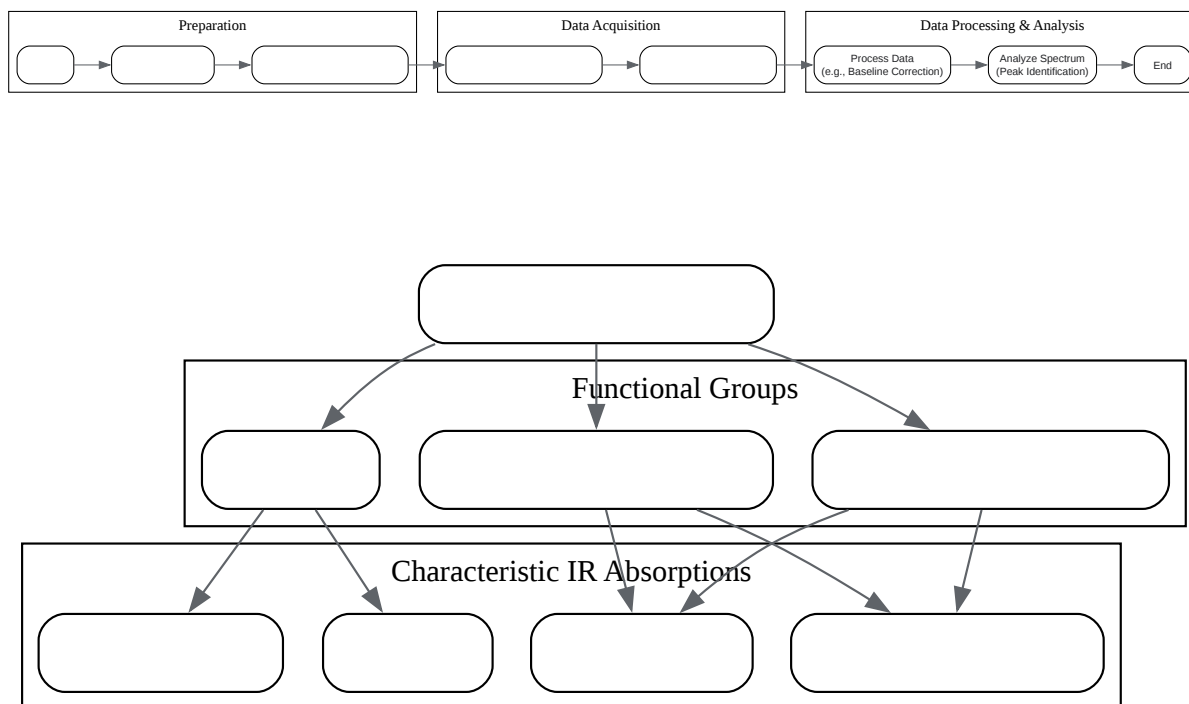 Preparation
Data Acquisition
Data Processing & Analysis
Process Data
(e.g., Baseline Correction)
Analyze Spectrum
(Peak Identification)
End
Functional Groups
Characteristic IR Absorptions